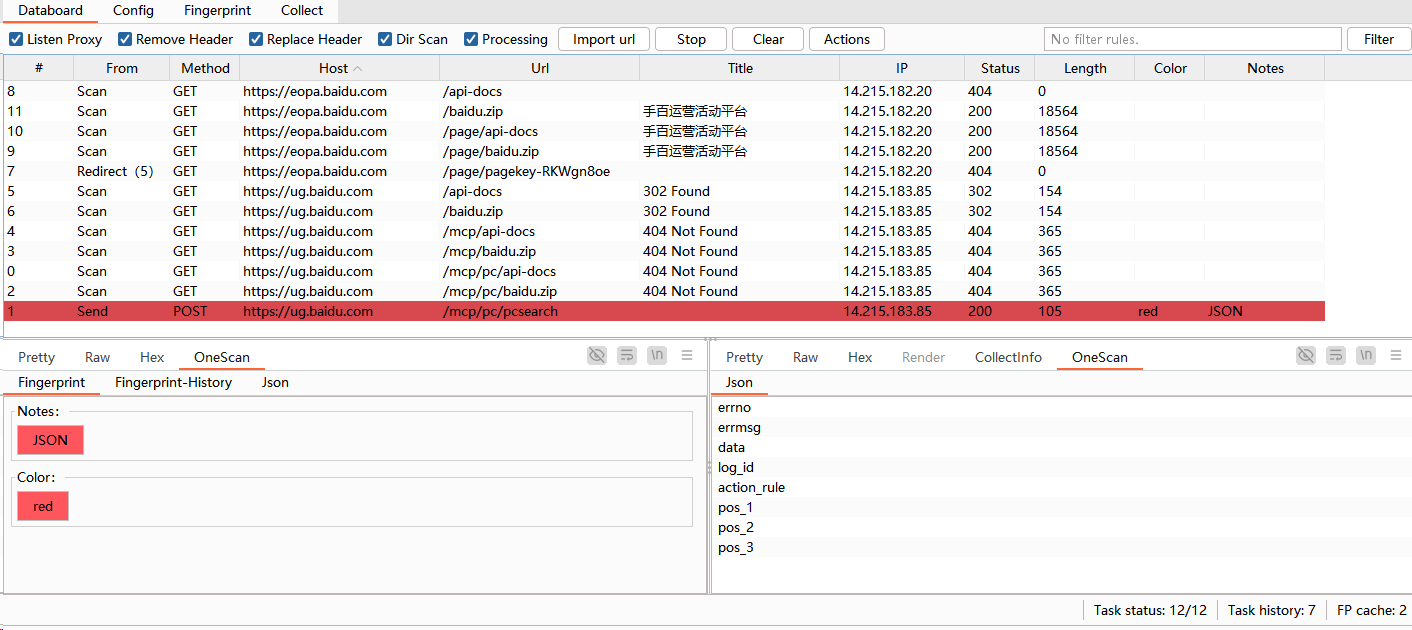 Databoard Config Fingerprint Collect
Listen Proxy Remove Header Replace Header Dir Scan Processing Import url Stop Clear Actions No filter rules. Filter
# From Method Host Url Title IP Status Length Color Notes
8 Scan GET https://eopa.baidu.com /api-docs 14.215.182.20 404 0
11 Scan GET https://eopa.baidu.com /baidu.zip 手百运营活动平台 14.215.182.20 200 18564
10 Scan GET https://eopa.baidu.com /page/api-docs 手百运营活动平台 14.215.182.20 200 18564
9 Scan GET https://eopa.baidu.com /page/baidu.zip 手百运营活动平台 14.215.182.20 200 18564
7 Redirect（5） GET https://eopa.baidu.com /page/pagekey-RKWgn8oe 14.215.182.20 404 0
5 Scan GET https://ug.baidu.com /api-docs 302 Found 14.215.183.85 302 154
6 Scan GET https://ug.baidu.com /baidu.zip 302 Found 14.215.183.85 302 154
4 Scan GET https://ug.baidu.com /mcp/api-docs 404 Not Found 14.215.183.85 404 365
3 Scan GET https://ug.baidu.com /mcp/baidu.zip 404 Not Found 14.215.183.85 404 365
0 Scan GET https://ug.baidu.com /mcp/pc/api-docs 404 Not Found 14.215.183.85 404 365
2 Scan GET https://ug.baidu.com /mcp/pc/baidu.zip 404 Not Found 14.215.183.85 404 365
1 Send POST https://ug.baidu.com /mcp/pc/pcsearch 14.215.183.85 200 105 red JSON
Pretty Raw Hex OneScan \n
Fingerprint Fingerprint-History Json
Notes:
JSON
Color:
red
Pretty Raw Hex Render CollectInfo OneScan \n
Json
errno
errmsg
data
log_id
action_rule
pos_1
pos_2
pos_3
Task status: 12/12 Task history: 7 FP cache: 2